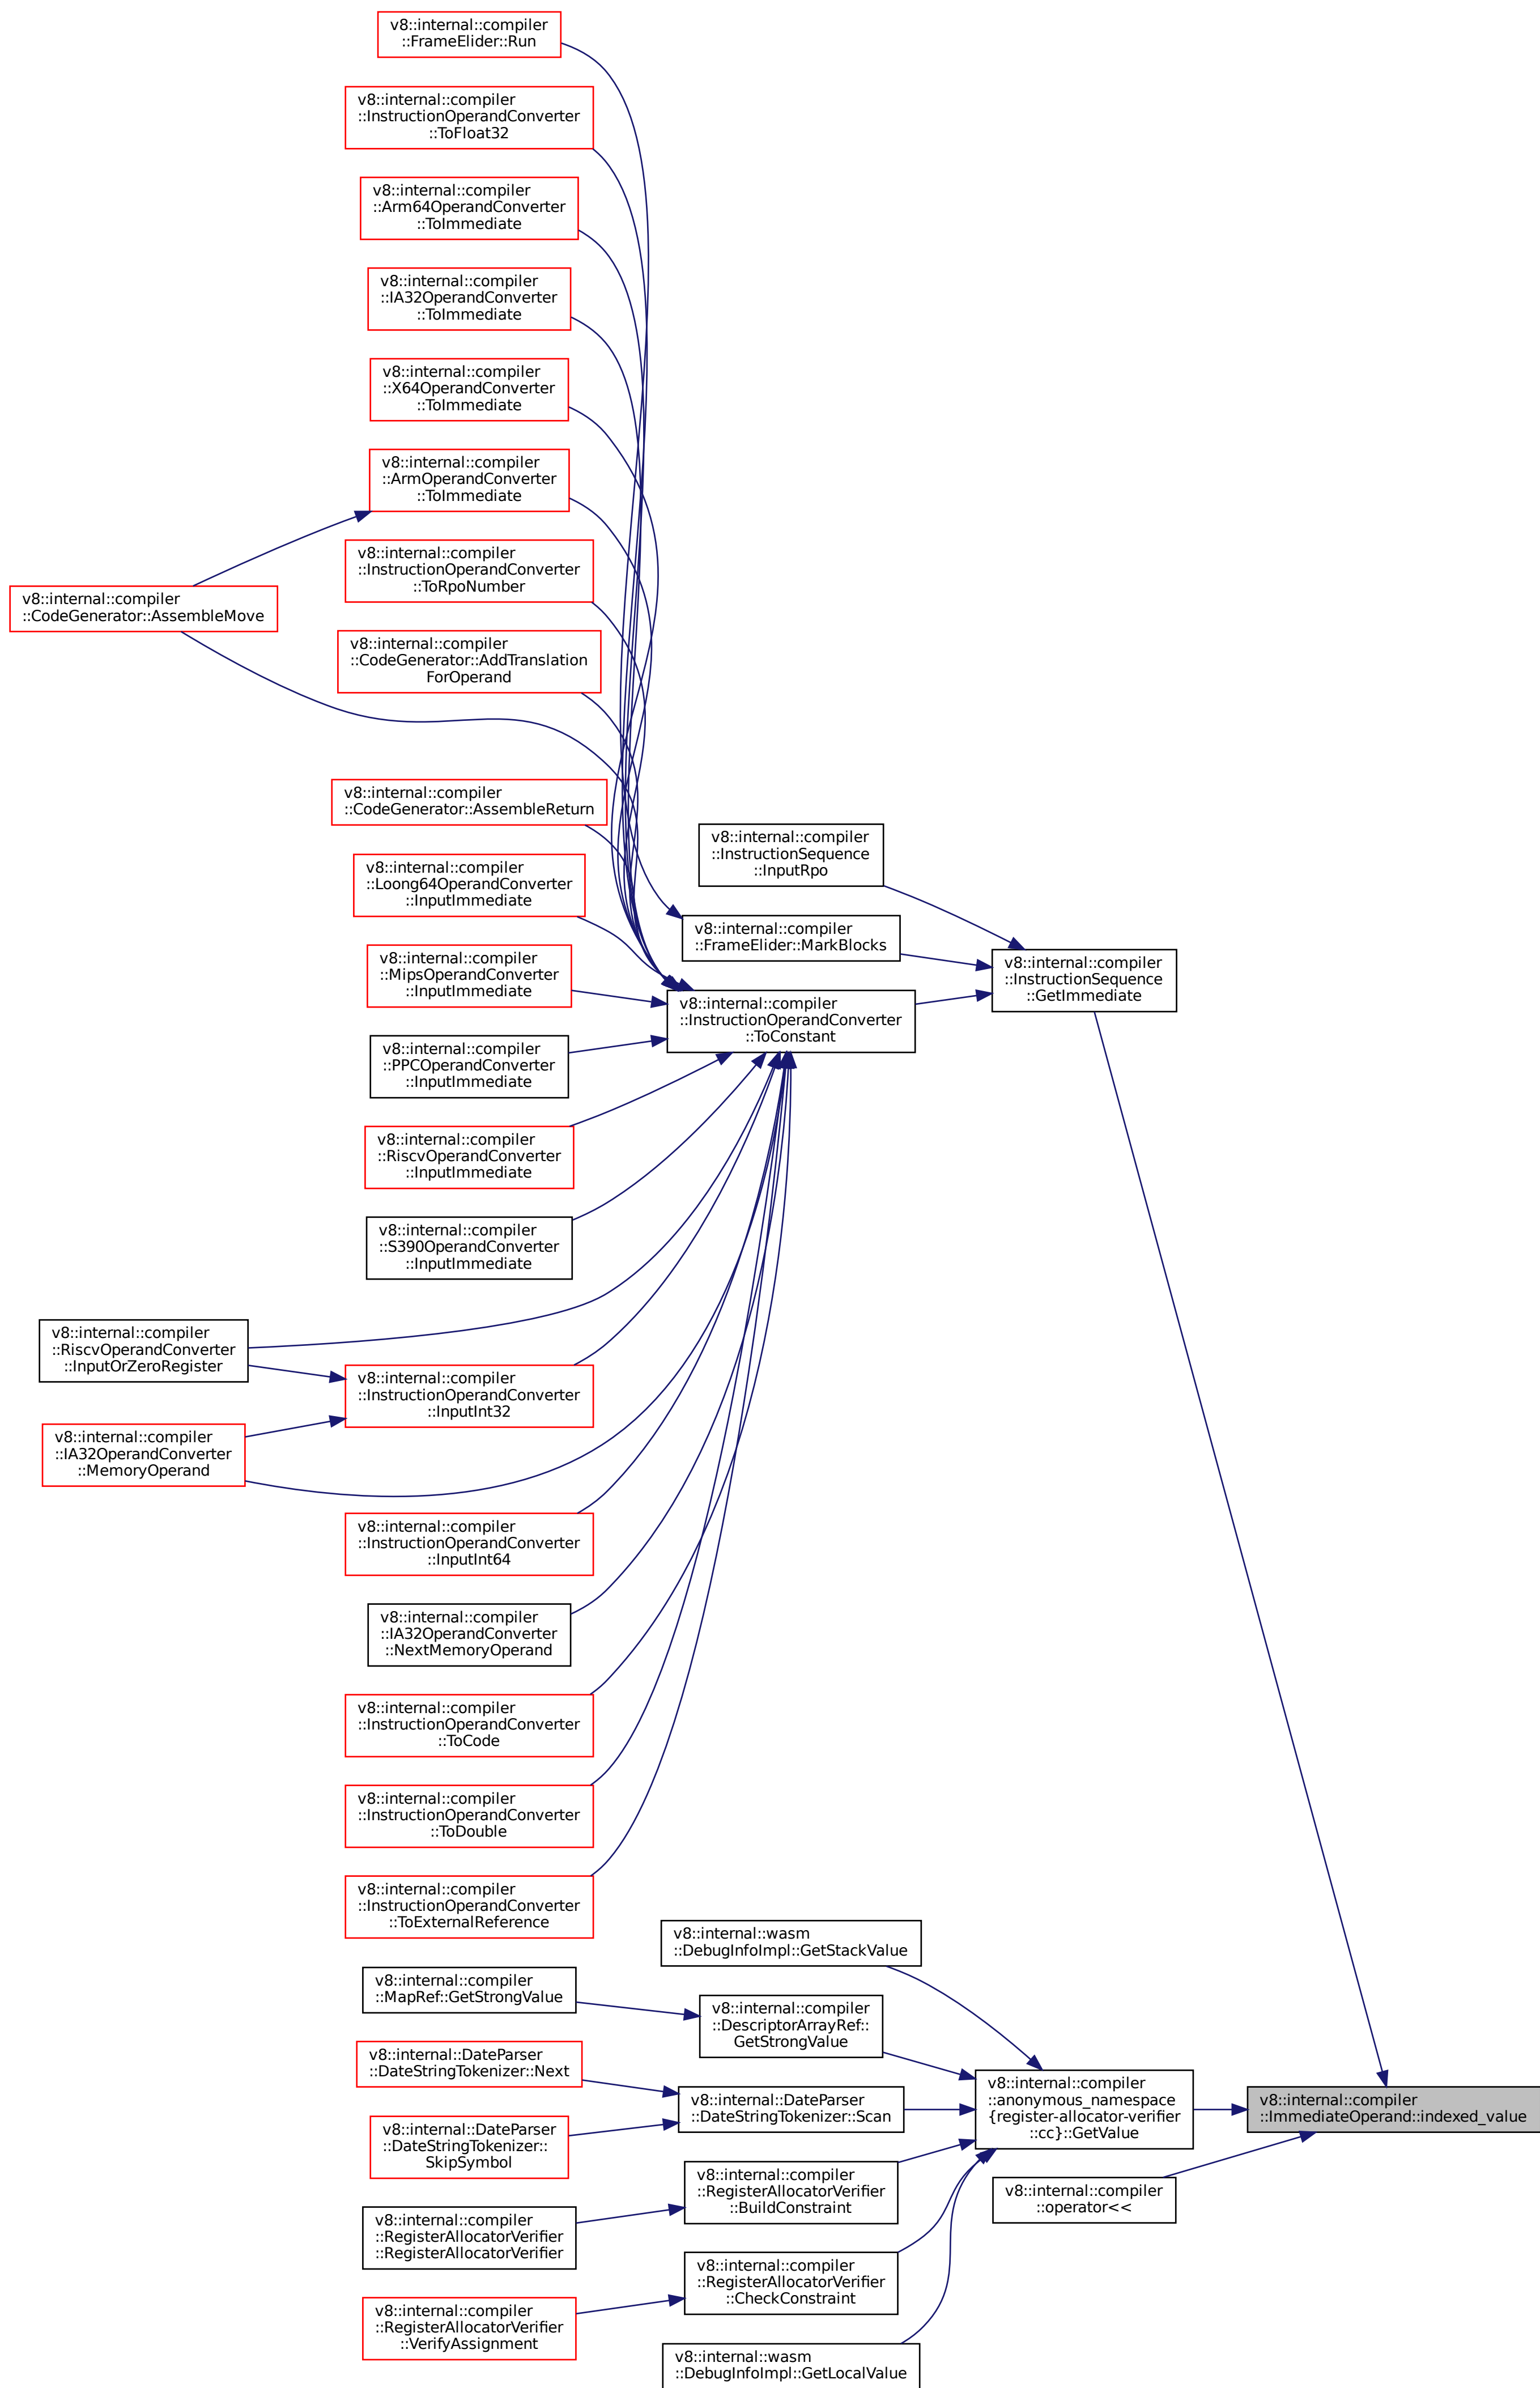 v8::internal::compiler
::FrameElider::Run
v8::internal::compiler
::InstructionOperandConverter
::ToFloat32
v8::internal::compiler
::Arm64OperandConverter
::ToImmediate
v8::internal::compiler
::IA32OperandConverter
::ToImmediate
v8::internal::compiler
::X64OperandConverter
::ToImmediate
v8::internal::compiler
::ArmOperandConverter
::ToImmediate
v8::internal::compiler
::InstructionOperandConverter
::ToRpoNumber
v8::internal::compiler
::CodeGenerator::AssembleMove
v8::internal::compiler
::CodeGenerator::AddTranslation
ForOperand
v8::internal::compiler
::CodeGenerator::AssembleReturn
v8::internal::compiler
::InstructionSequence
::InputRpo
v8::internal::compiler
::Loong64OperandConverter
::InputImmediate
v8::internal::compiler
::FrameElider::MarkBlocks
v8::internal::compiler
::MipsOperandConverter
::InputImmediate
v8::internal::compiler
::InstructionSequence
::GetImmediate
v8::internal::compiler
::InstructionOperandConverter
::ToConstant
v8::internal::compiler
::PPCOperandConverter
::InputImmediate
v8::internal::compiler
::RiscvOperandConverter
::InputImmediate
v8::internal::compiler
::S390OperandConverter
::InputImmediate
v8::internal::compiler
::RiscvOperandConverter
::InputOrZeroRegister
v8::internal::compiler
::InstructionOperandConverter
::InputInt32
v8::internal::compiler
::IA32OperandConverter
::MemoryOperand
v8::internal::compiler
::InstructionOperandConverter
::InputInt64
v8::internal::compiler
::IA32OperandConverter
::NextMemoryOperand
v8::internal::compiler
::InstructionOperandConverter
::ToCode
v8::internal::compiler
::InstructionOperandConverter
::ToDouble
v8::internal::compiler
::InstructionOperandConverter
::ToExternalReference
v8::internal::wasm
::DebugInfoImpl::GetStackValue
v8::internal::compiler
::MapRef::GetStrongValue
v8::internal::compiler
::DescriptorArrayRef::
GetStrongValue
v8::internal::DateParser
::DateStringTokenizer::Next
v8::internal::DateParser
::DateStringTokenizer::Scan
v8::internal::compiler
::anonymous_namespace
{register-allocator-verifier
::cc}::GetValue
v8::internal::compiler
::ImmediateOperand::indexed_value
v8::internal::DateParser
::DateStringTokenizer::
SkipSymbol
v8::internal::compiler
::RegisterAllocatorVerifier
::BuildConstraint
v8::internal::compiler
::operator<<
v8::internal::compiler
::RegisterAllocatorVerifier
::RegisterAllocatorVerifier
v8::internal::compiler
::RegisterAllocatorVerifier
::CheckConstraint
v8::internal::compiler
::RegisterAllocatorVerifier
::VerifyAssignment
v8::internal::wasm
::DebugInfoImpl::GetLocalValue